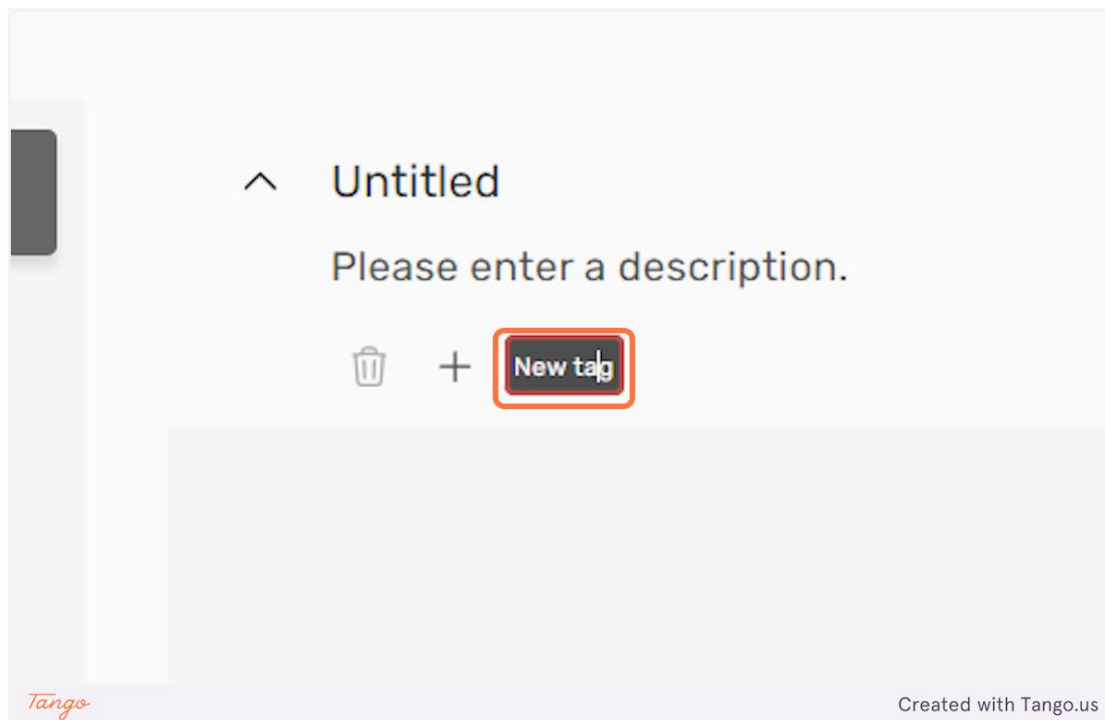 Untitled
Please enter a description.
New tag
Tango
Created with Tango.us